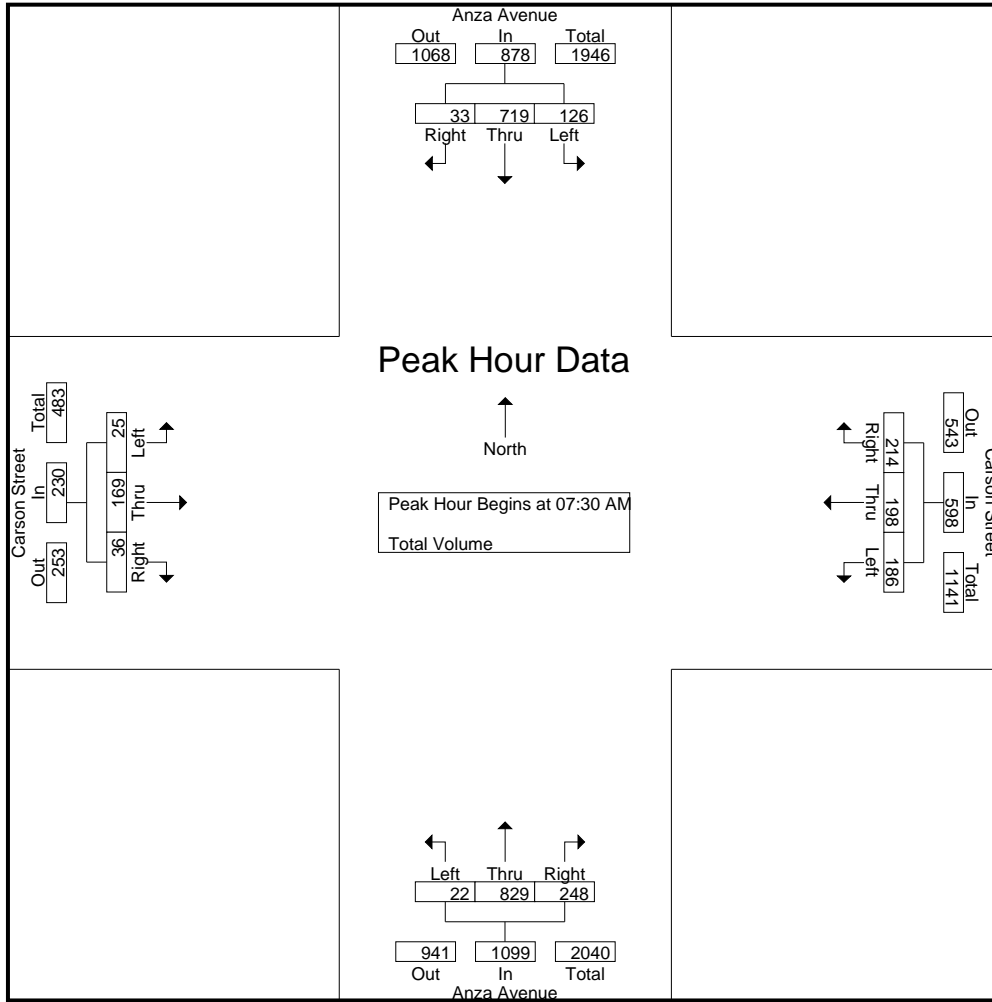 Anza Avenue
Out In Total
1068 878 1946
33 719 126
Right Thru Left
Peak Hour Data
North
Peak Hour Begins at 07:30 AM
Total Volume
Carson Street
Total In Out
483 230 253
25 169 36
Left Thru Right
Carson Street
Out In Total
543 598 1141
214 198 186
Right Thru Left
Left Thru Right
22 829 248
941 1099 2040
Out In Total
Anza Avenue